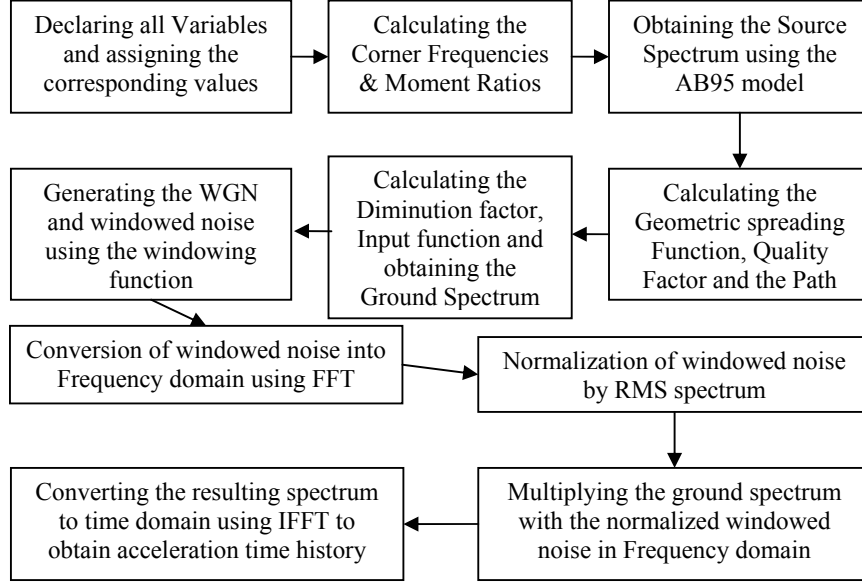 Declaring all Variables
and assigning the
corresponding values
Calculating the
Corner Frequencies
& Moment Ratios
Obtaining the Source
Spectrum using the
AB95 model
Calculating the
Geometric spreading
Function, Quality
Factor and the Path
Calculating the
Diminution factor,
Input function and
obtaining the
Ground Spectrum
Generating the WGN
and windowed noise
using the windowing
function
Conversion of windowed noise into
Frequency domain using FFT
Normalization of windowed noise
by RMS spectrum
Multiplying the ground spectrum
with the normalized windowed
noise in Frequency domain
Converting the resulting spectrum
to time domain using IFFT to
obtain acceleration time history